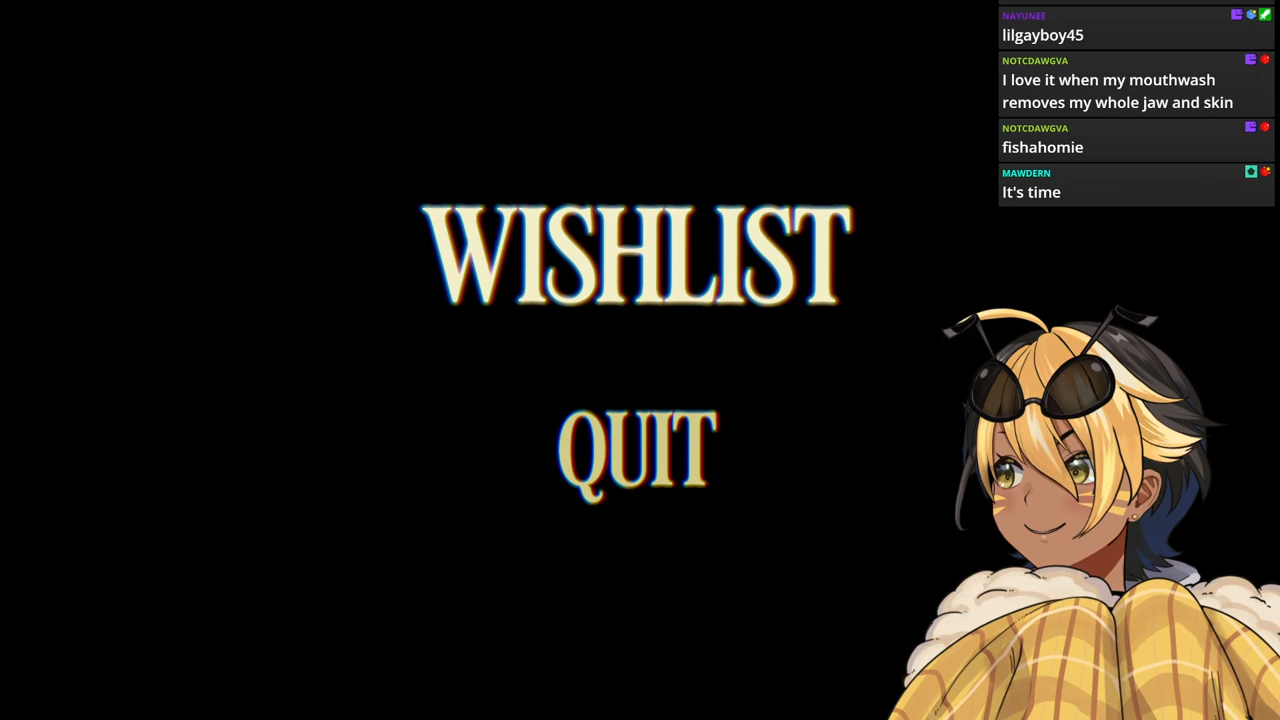 NAYUNEE
lilgayboy45
NOTCDAWGVA
I love it when my mouthwash
removes my whole jaw and skin
NOTCDAWGVA
fishahomie
MAWDERN
It's time
WISHLIST
QUIT